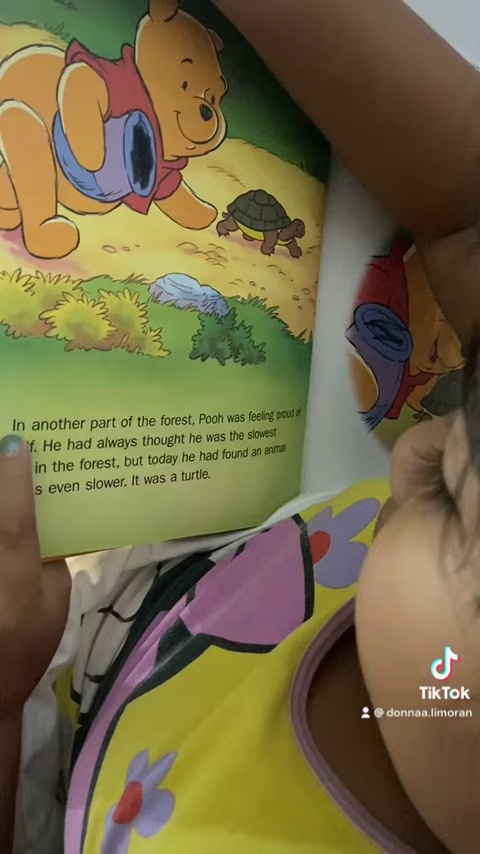 In another part of the forest, Pooh was feeling proud of
f. He had always thought he was the slowest
in the forest, but today he had found an animal
s even slower. It was a turtle.
TikTok
@ donnaa.limoran